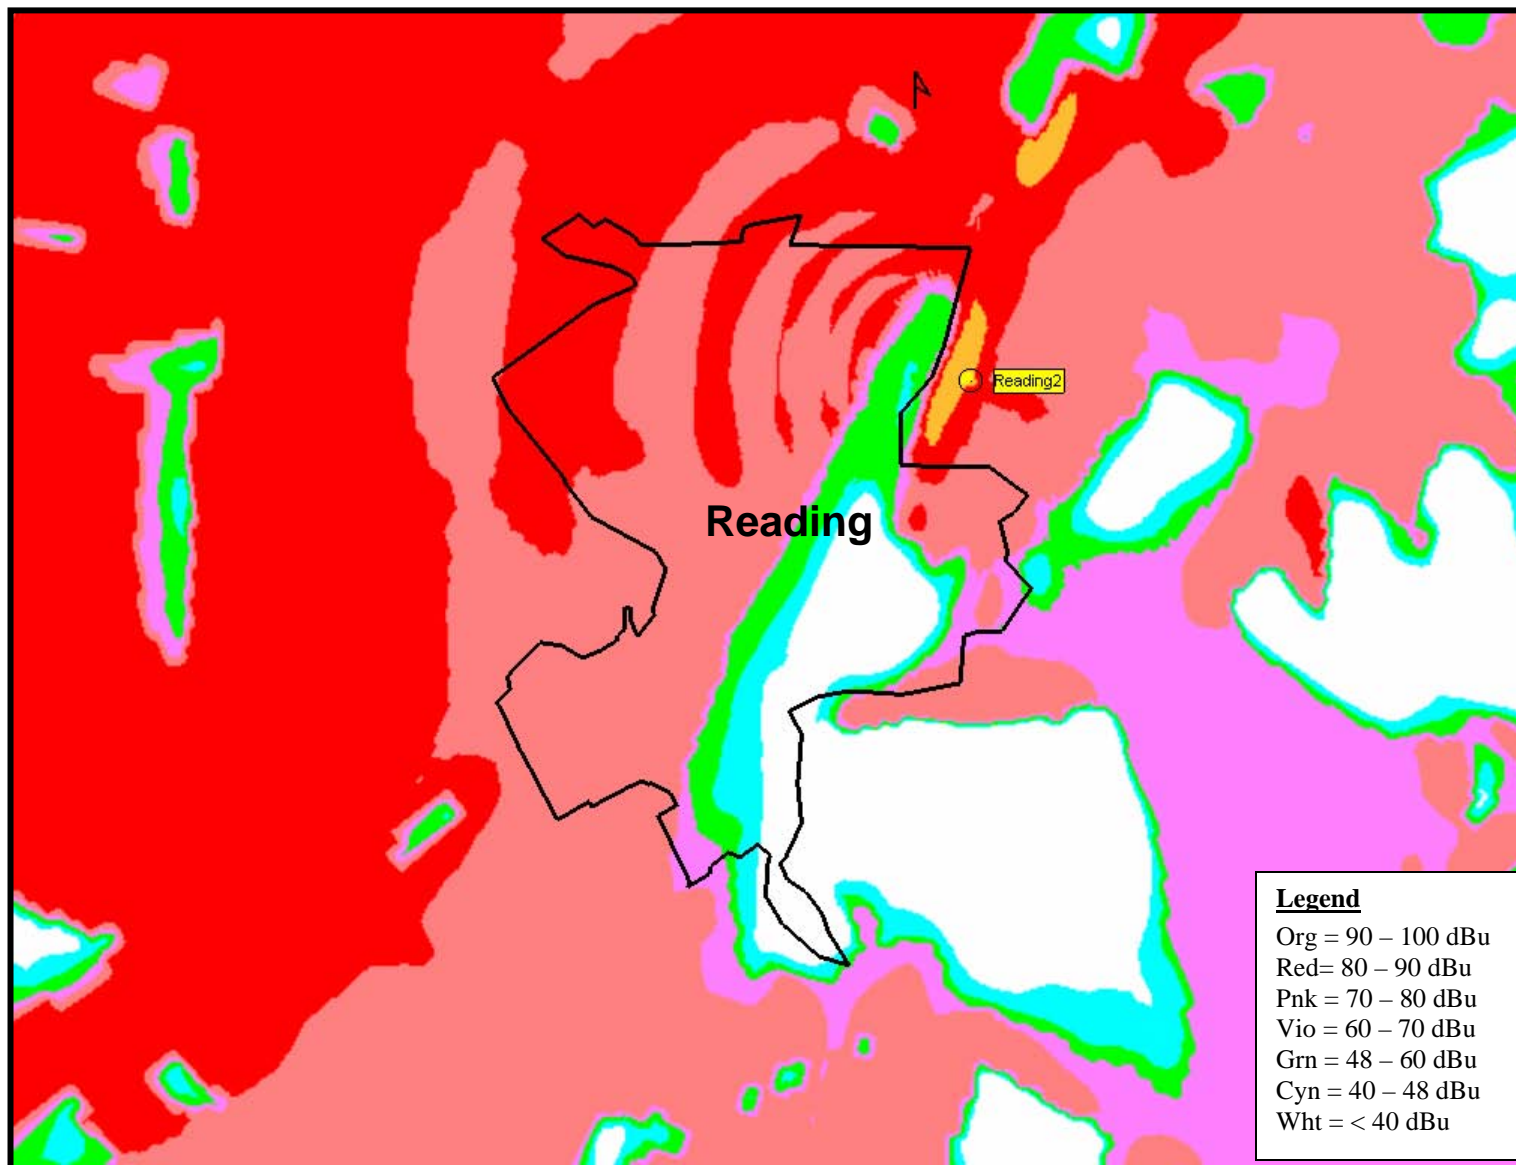 Reading2
Reading
Legend
Org = 90 – 100 dBu
Red= 80 – 90 dBu
Pnk = 70 – 80 dBu
Vio = 60 – 70 dBu
Grn = 48 – 60 dBu
Cyn = 40 – 48 dBu
Wht = < 40 dBu